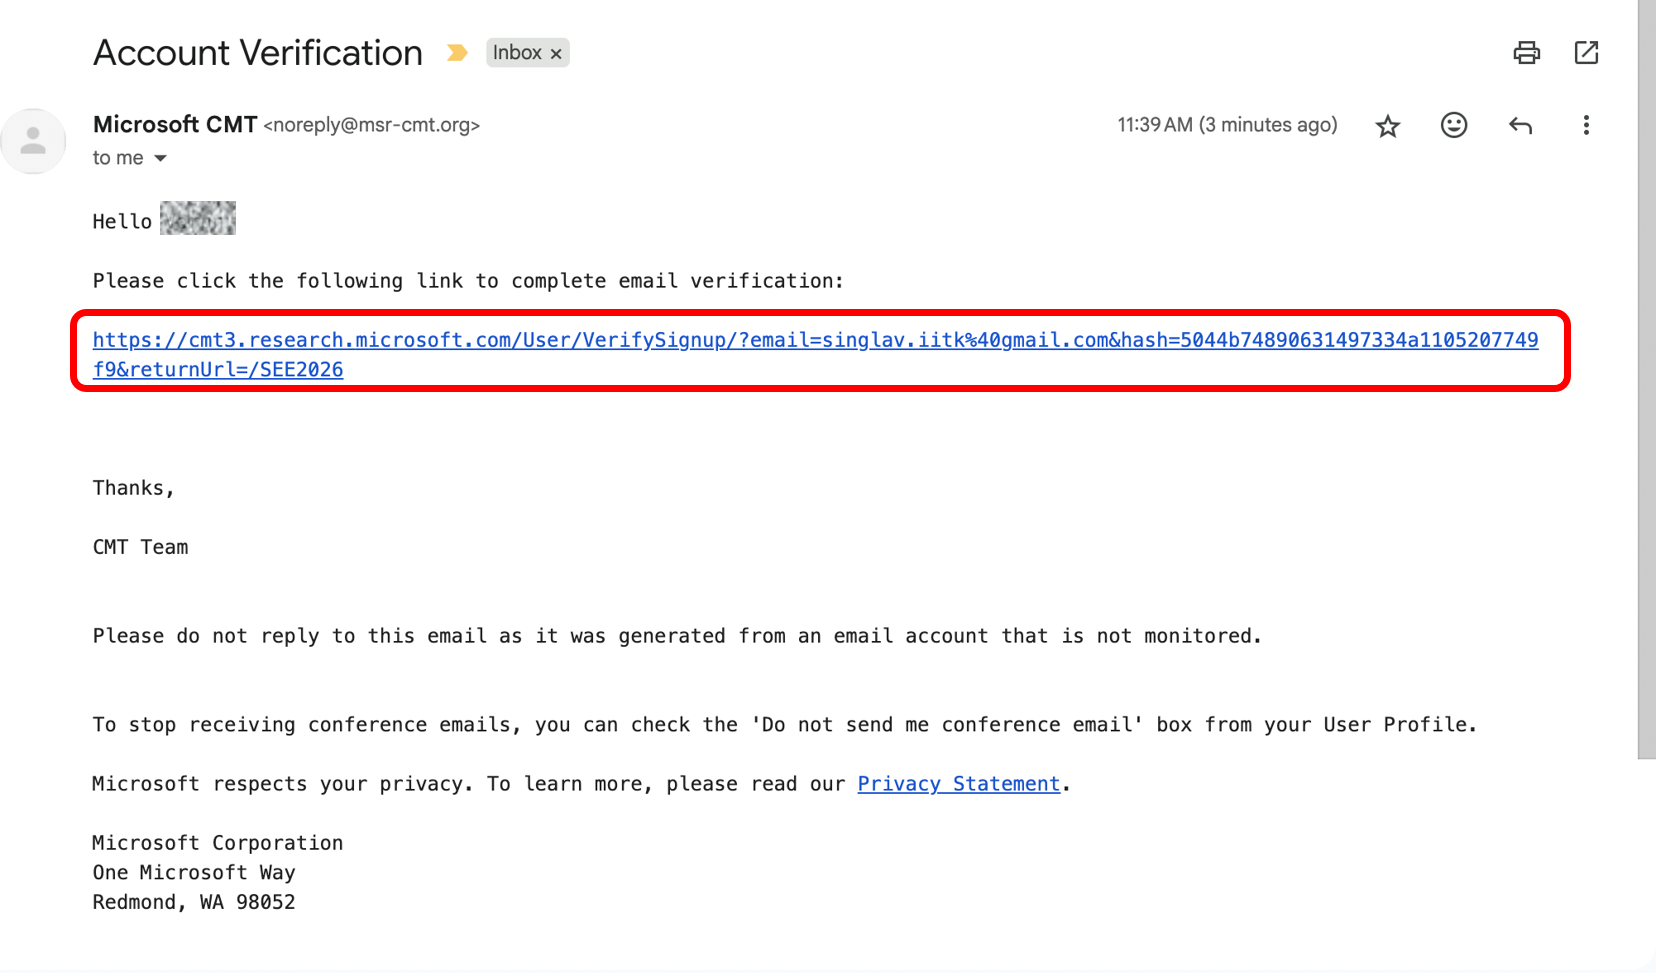 Account Verification Inbox ×
Microsoft CMT <noreply@msr-cmt.org> 11:39 AM (3 minutes ago)
to me
Hello
Please click the following link to complete email verification:
https://cmt3.research.microsoft.com/User/VerifySignup/?email=singlav.iitk%40gmail.com&hash=5044b74890631497334a1105207749
f9&returnUrl=/SEE2026
Thanks,
CMT Team
Please do not reply to this email as it was generated from an email account that is not monitored.
To stop receiving conference emails, you can check the 'Do not send me conference email' box from your User Profile.
Microsoft respects your privacy. To learn more, please read our Privacy Statement.
Microsoft Corporation
One Microsoft Way
Redmond, WA 98052